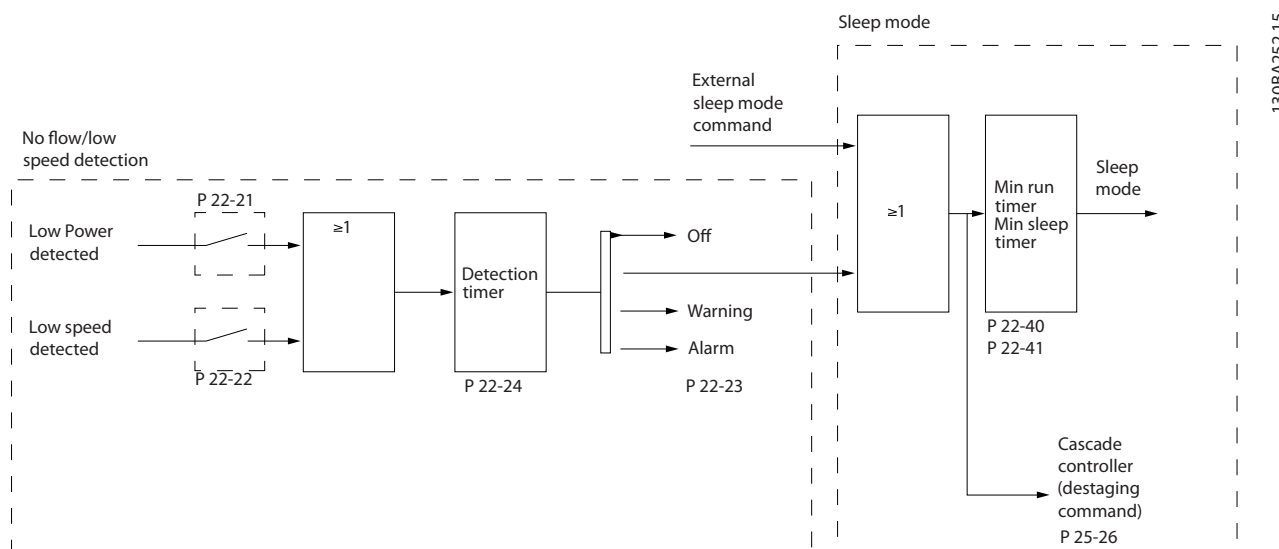 Sleep mode
130BA252.15
External
sleep mode
command
No flow/low
speed detection
P 22-21
Low Power
detected
≥1
Off
Detection
timer
Warning
Alarm
Low speed
detected
P 22-22
P 22-24
P 22-23
≥1
Min run
timer
Min sleep
timer
Sleep
mode
P 22-40
P 22-41
Cascade
controller
(destaging
command)
P 25-26